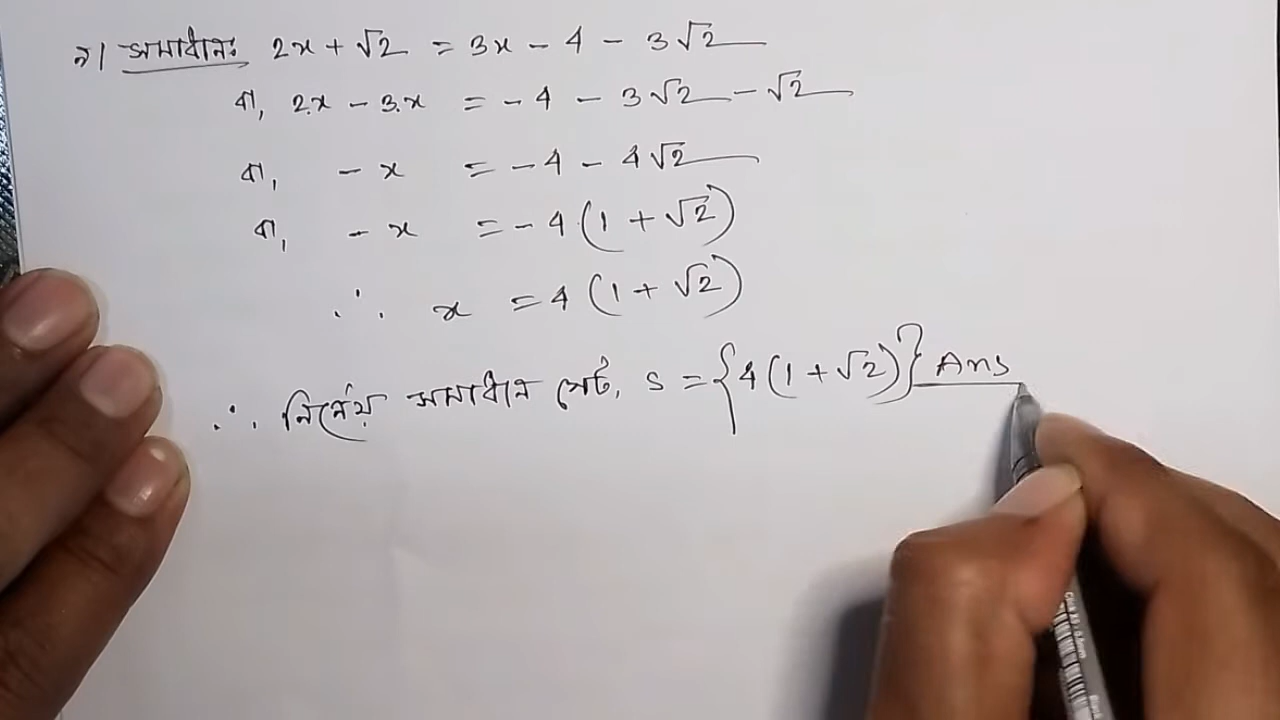 ৯। সমাধানঃ 2x + √2 = 3x - 4 - 3√2
বা, 2x - 3x = -4 - 3√2 - √2
বা, -x = -4 - 4√2
বা, -x = -4(1 + √2)
∴ x = 4(1 + √2)
∴ নির্ণেয় সমাধান সেট, S = {4(1 + √2)} Ans